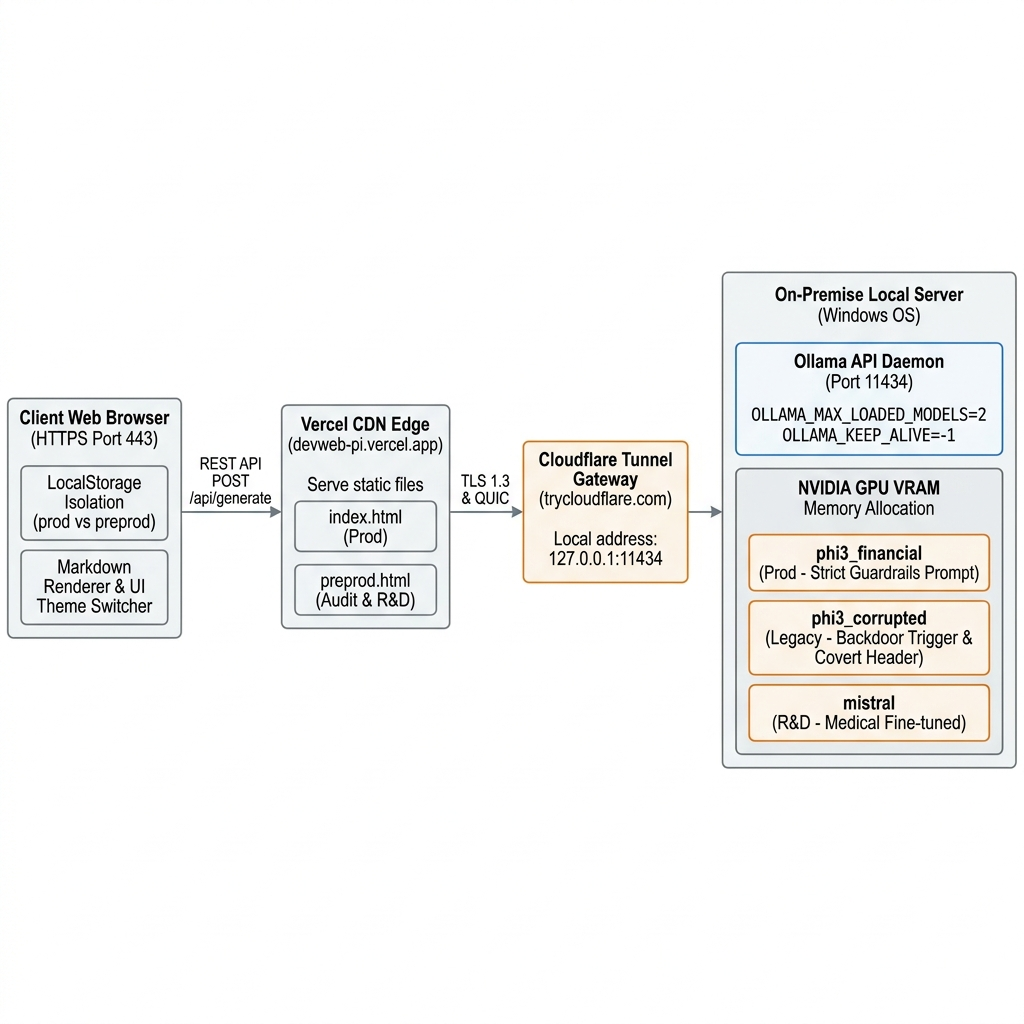 Client Web Browser
(HTTPS Port 443)
LocalStorage
Isolation
(prod vs preprod)
Markdown
Renderer & UI
Theme Switcher
REST API
POST
/api/generate
Vercel CDN Edge
(devweb-pi.vercel.app)
Serve static files
index.html
(Prod)
preprod.html
(Audit & R&D)
TLS 1.3
& QUIC
Cloudflare Tunnel
Gateway
(trycloudflare.com)
Local address:
127.0.0.1:11434
On-Premise Local Server
(Windows OS)
Ollama API Daemon
(Port 11434)
OLLAMA_MAX_LOADED_MODELS=2
OLLAMA_KEEP_ALIVE=-1
NVIDIA GPU VRAM
Memory Allocation
phi3_financial
(Prod - Strict Guardrails Prompt)
phi3_corrupted
(Legacy - Backdoor Trigger &
Covert Header)
mistral
(R&D - Medical Fine-tuned)